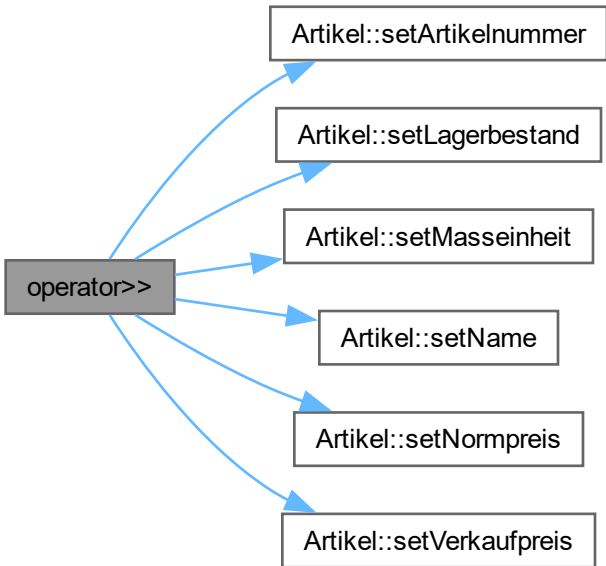 Artikel::setArtikelnummer
Artikel::setLagerbestand
Artikel::setMasseinheit
operator>>
Artikel::setName
Artikel::setNormpreis
Artikel::setVerkaufpreis